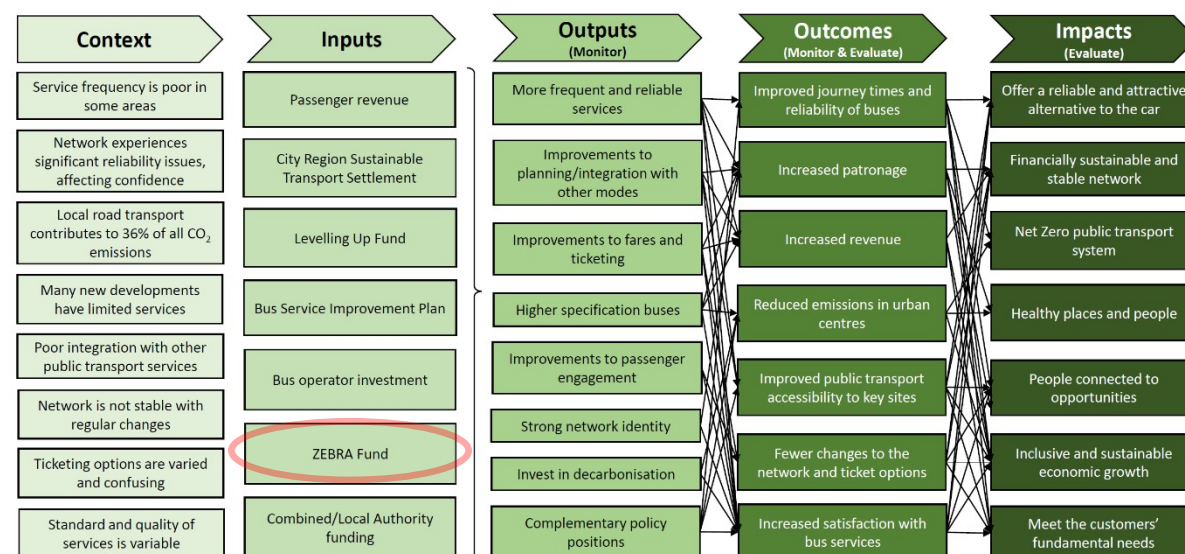 Context
Service frequency is poor in
some areas
Network experiences
significant reliability issues,
affecting confidence
Local road transport
contributes to 36% of all CO₂
emissions
Many new developments
have limited services
Poor integration with other
public transport services
Network is not stable with
regular changes
Ticketing options are varied
and confusing
Standard and quality of
services is variable
Inputs
Passenger revenue
City Region Sustainable
Transport Settlement
Levelling Up Fund
Bus Service Improvement Plan
Bus operator investment
ZEBRA Fund
Combined/Local Authority
funding
Outputs
(Monitor)
More frequent and reliable
services
Improvements to
planning/integration with
other modes
Improvements to fares and
ticketing
Higher specification buses
Improvements to passenger
engagement
Strong network identity
Invest in decarbonisation
Complementary policy
positions
Outcomes
(Monitor & Evaluate)
Improved journey times and
reliability of buses
Increased patronage
Increased revenue
Reduced emissions in urban
centres
Improved public transport
accessibility to key sites
Fewer changes to the
network and ticket options
Increased satisfaction with
bus services
Impacts
(Evaluate)
Offer a reliable and attractive
alternative to the car
Financially sustainable and
stable network
Net Zero public transport
system
Healthy places and people
People connected to
opportunities
Inclusive and sustainable
economic growth
Meet the customers'
fundamental needs